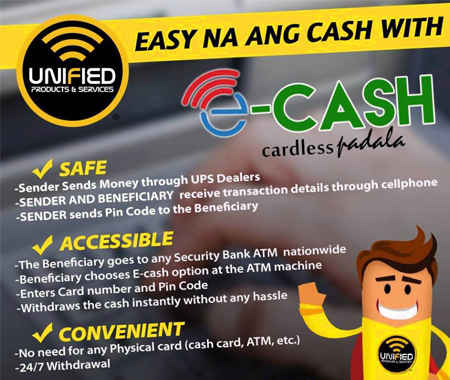 EASY NA ANG CASH WITH
UNIFIED
PRODUCTS & SERVICES
e-CASH
cardless padala
SAFE
-Sender Sends Money through UPS Dealers
-SENDER AND BENEFICIARY receive transaction details through cellphone
-SENDER sends Pin Code to the Beneficiary
ACCESSIBLE
-The Beneficiary goes to any Security Bank ATM nationwide
-Beneficiary chooses E-cash option at the ATM machine
-Enters Card number and Pin Code
-Withdraws the cash instantly without any hassle
CONVENIENT
-No need for any Physical card (cash card, ATM, etc.)
-24/7 Withdrawal
UNIFIED
PRODUCTS & SERVICES